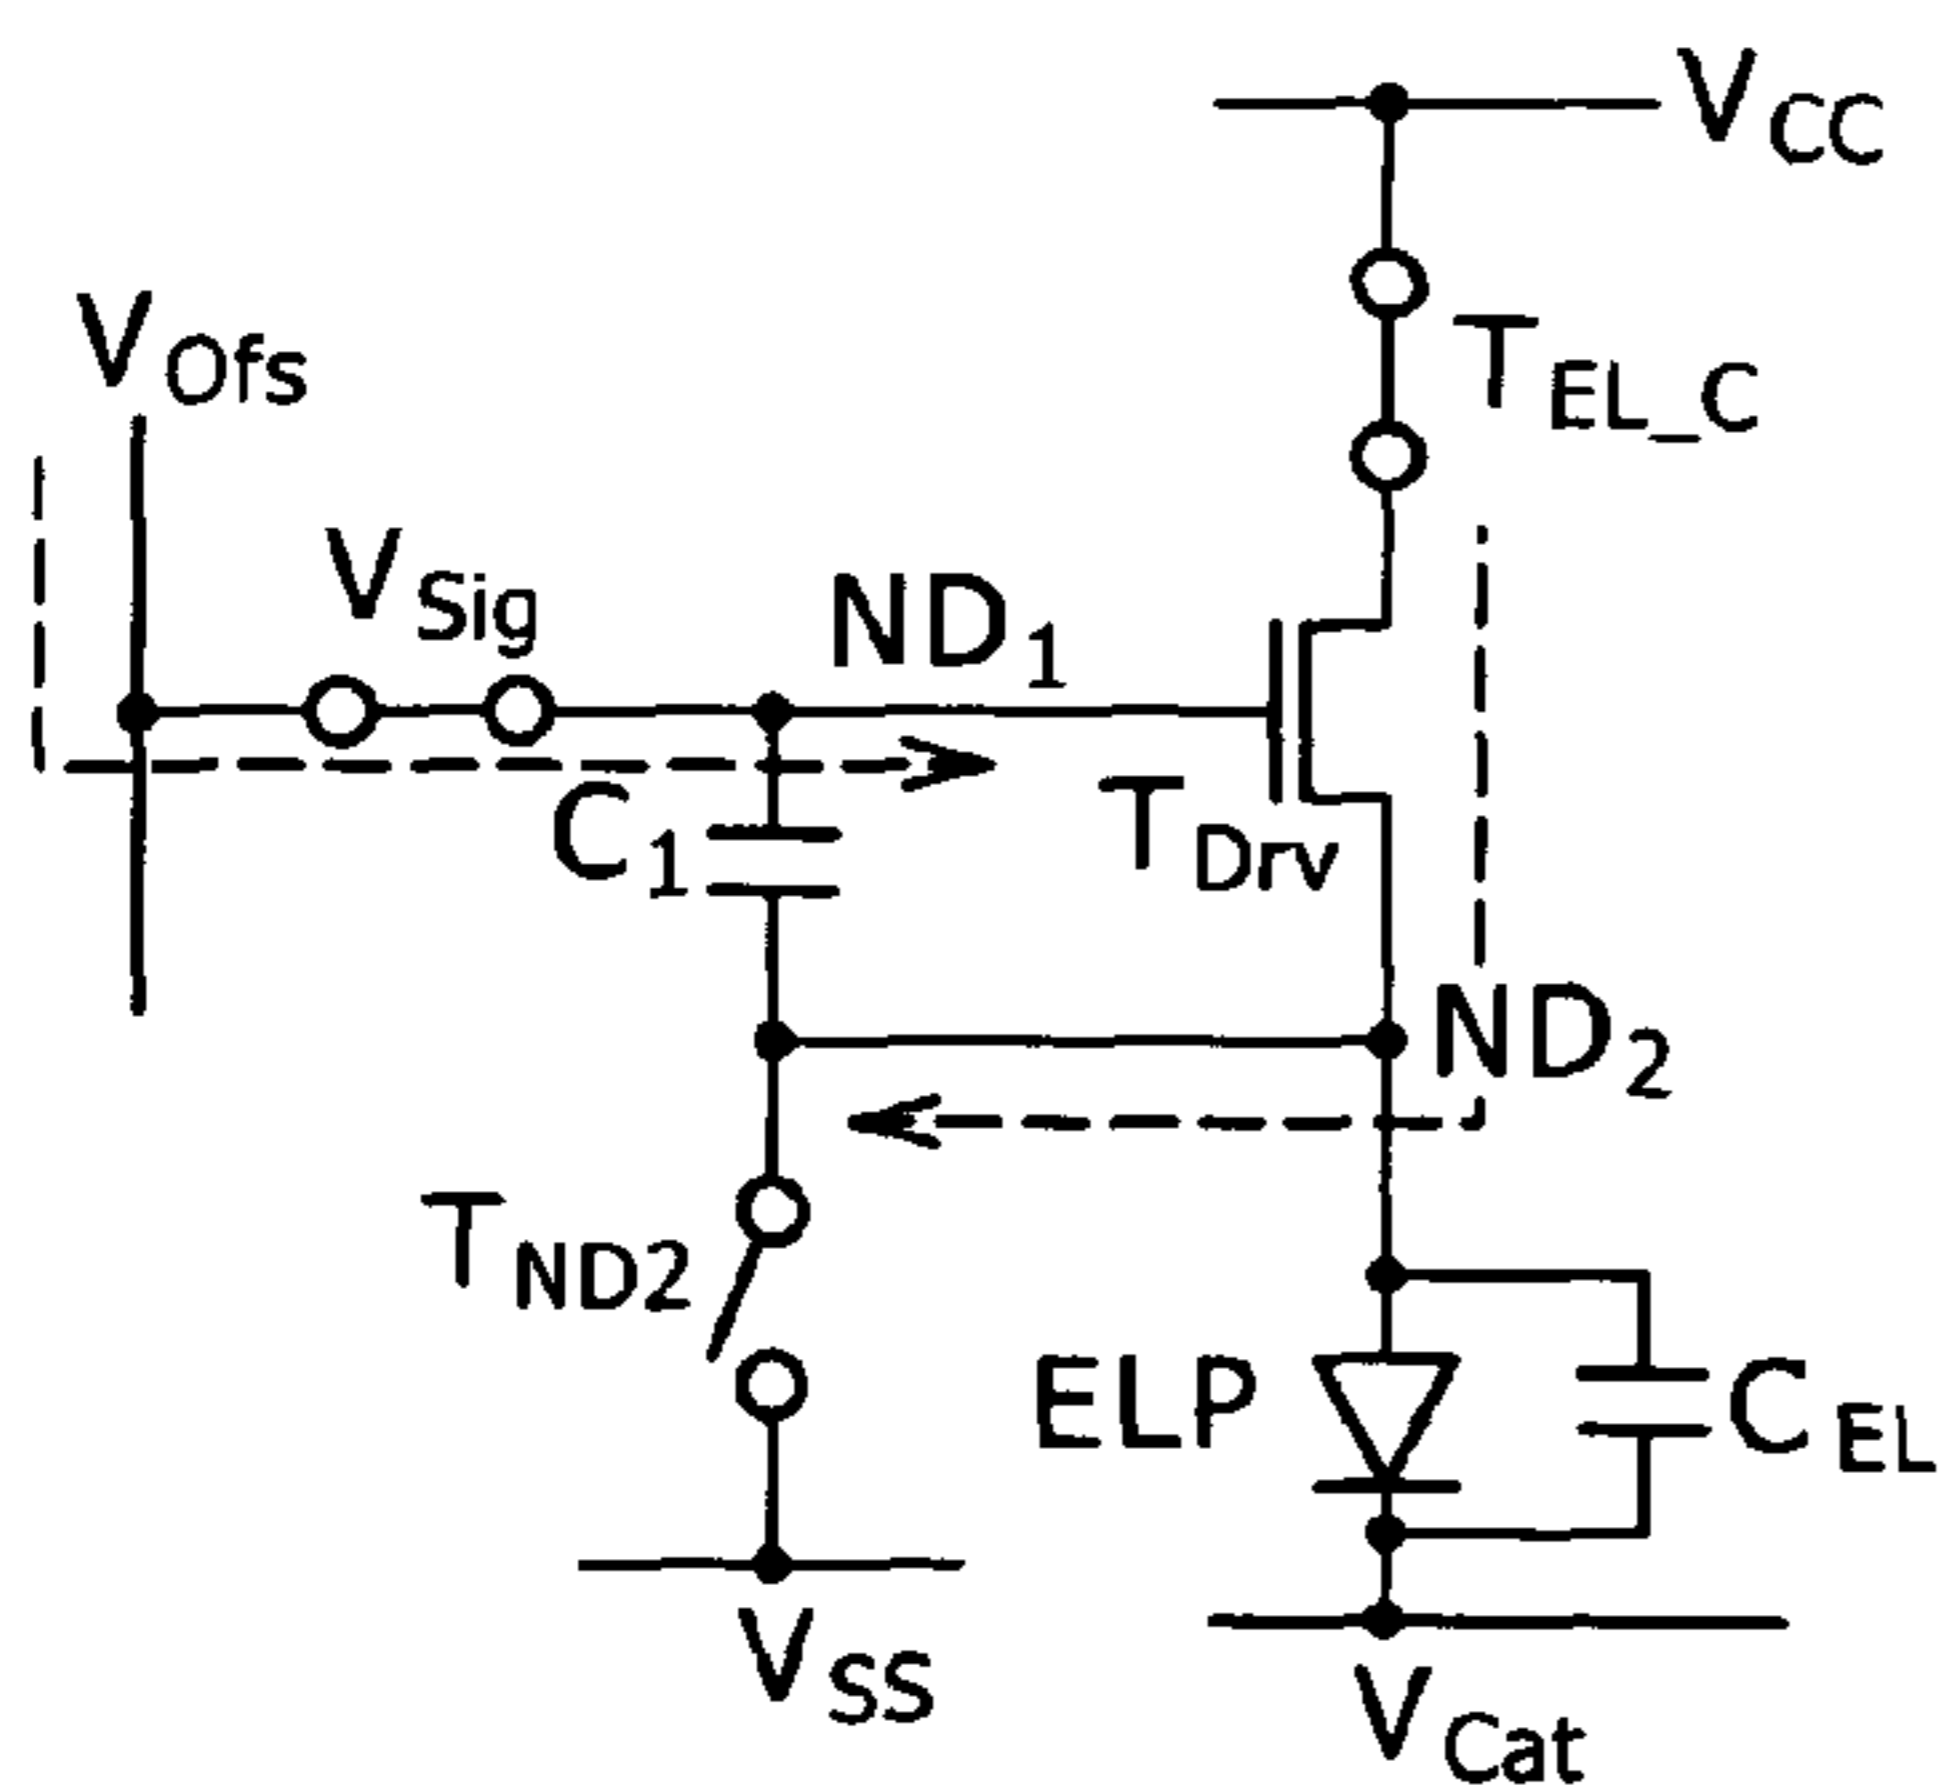 VCC
VOfs
TEL_C
VSig
ND1
C1
TDrv
ND2
TND2
ELP
CEL
VSS
VCat